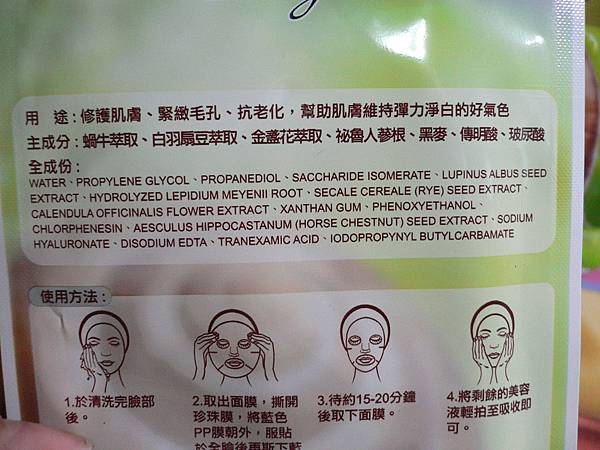 用　途：修護肌膚、緊緻毛孔、抗老化，幫助肌膚維持彈力淨白的好氣色
主成分：蝸牛萃取、白羽扇豆萃取、金盞花萃取、祕魯人蔘根、黑麥、傳明酸、玻尿酸
全成份：
WATER、PROPYLENE GLYCOL、PROPANEDIOL、SACCHARIDE ISOMERATE、LUPINUS ALBUS SEED
EXTRACT、HYDROLYZED LEPIDIUM MEYENII ROOT、SECALE CEREALE (RYE) SEED EXTRACT、
CALENDULA OFFICINALIS FLOWER EXTRACT、XANTHAN GUM、PHENOXYETHANOL、
CHLORPHENESIN、AESCULUS HIPPOCASTANUM (HORSE CHESTNUT) SEED EXTRACT、SODIUM
HYALURONATE、DISODIUM EDTA、TRANEXAMIC ACID、IODOPROPYNYL BUTYLCARBAMATE
使用方法：
1.於清洗完臉部
後。
2.取出面膜，撕開
珍珠膜，將藍色
PP膜朝外，服貼
於全臉後再撕下藍
3.待約15-20分鐘
後取下面膜。
4.將剩餘的美容
液輕拍至吸收即
可。